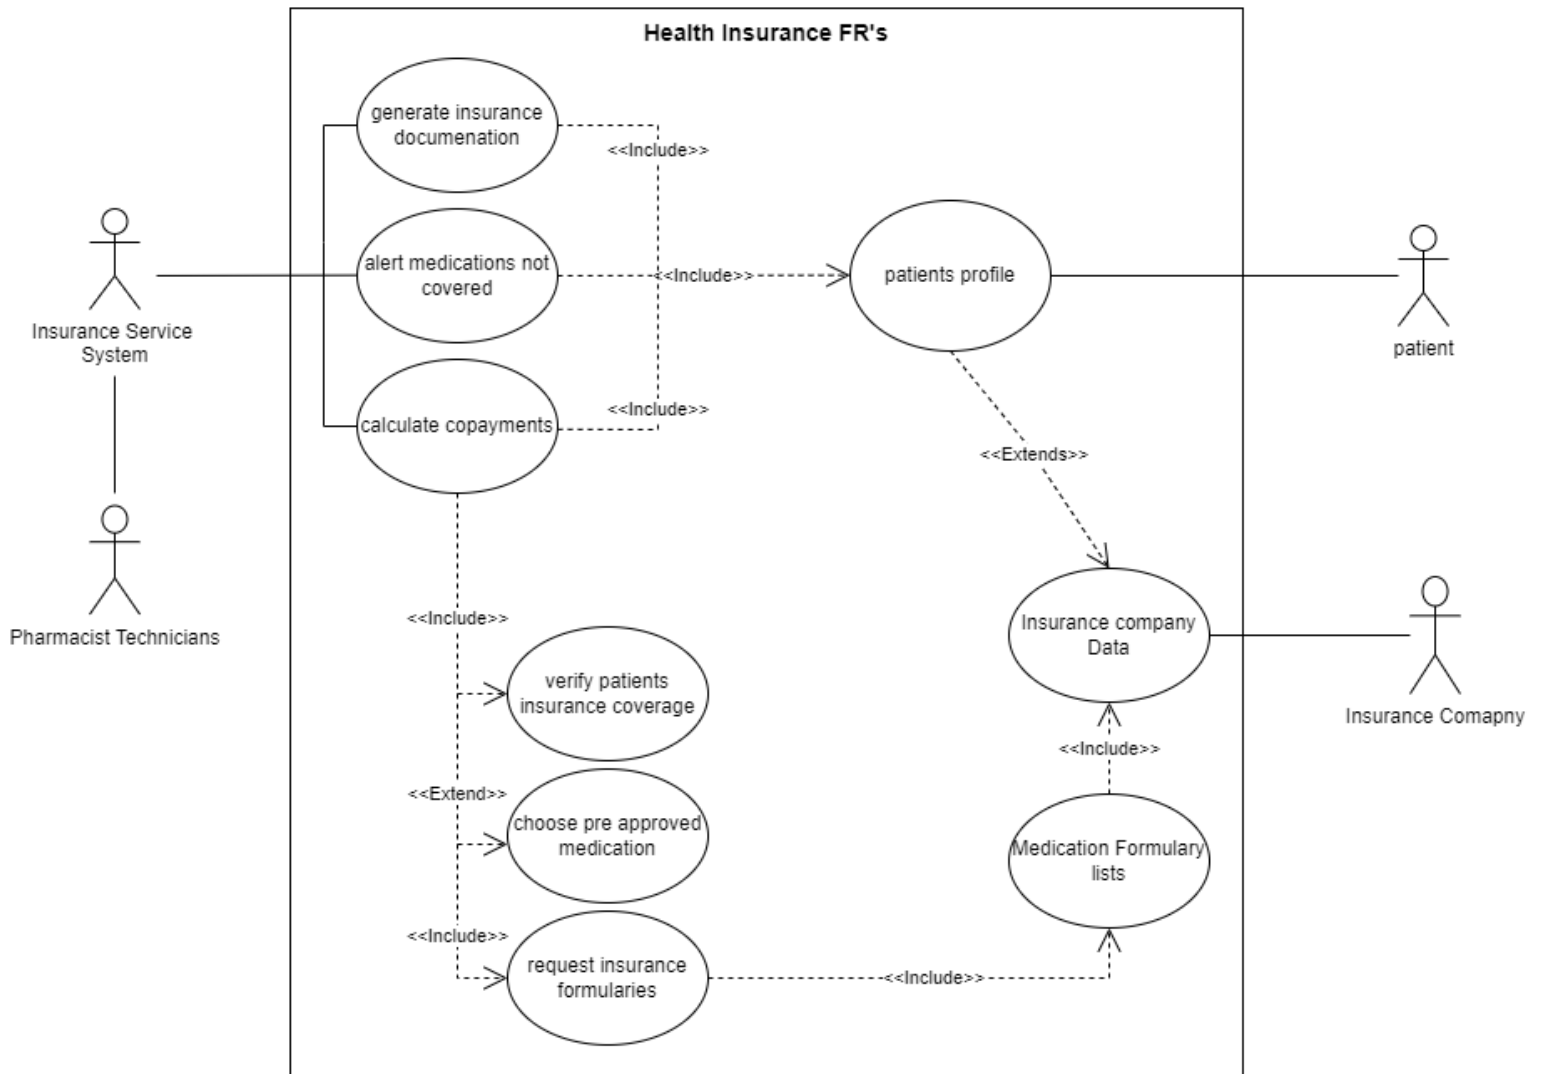 Health Insurance FR's
generate insurance
documenation
<<Include>>
alert medications not
covered
<<Include>>
patients profile
Insurance Service
System
patient
<<Include>>
calculate copayments
<<Extends>>
<<Include>>
Insurance company
Data
Pharmacist Technicians
verify patients
insurance coverage
Insurance Comapny
<<Include>>
<<Extend>>
choose pre approved
medication
Medication Formulary
lists
<<Include>>
request insurance
formularies
<<Include>>